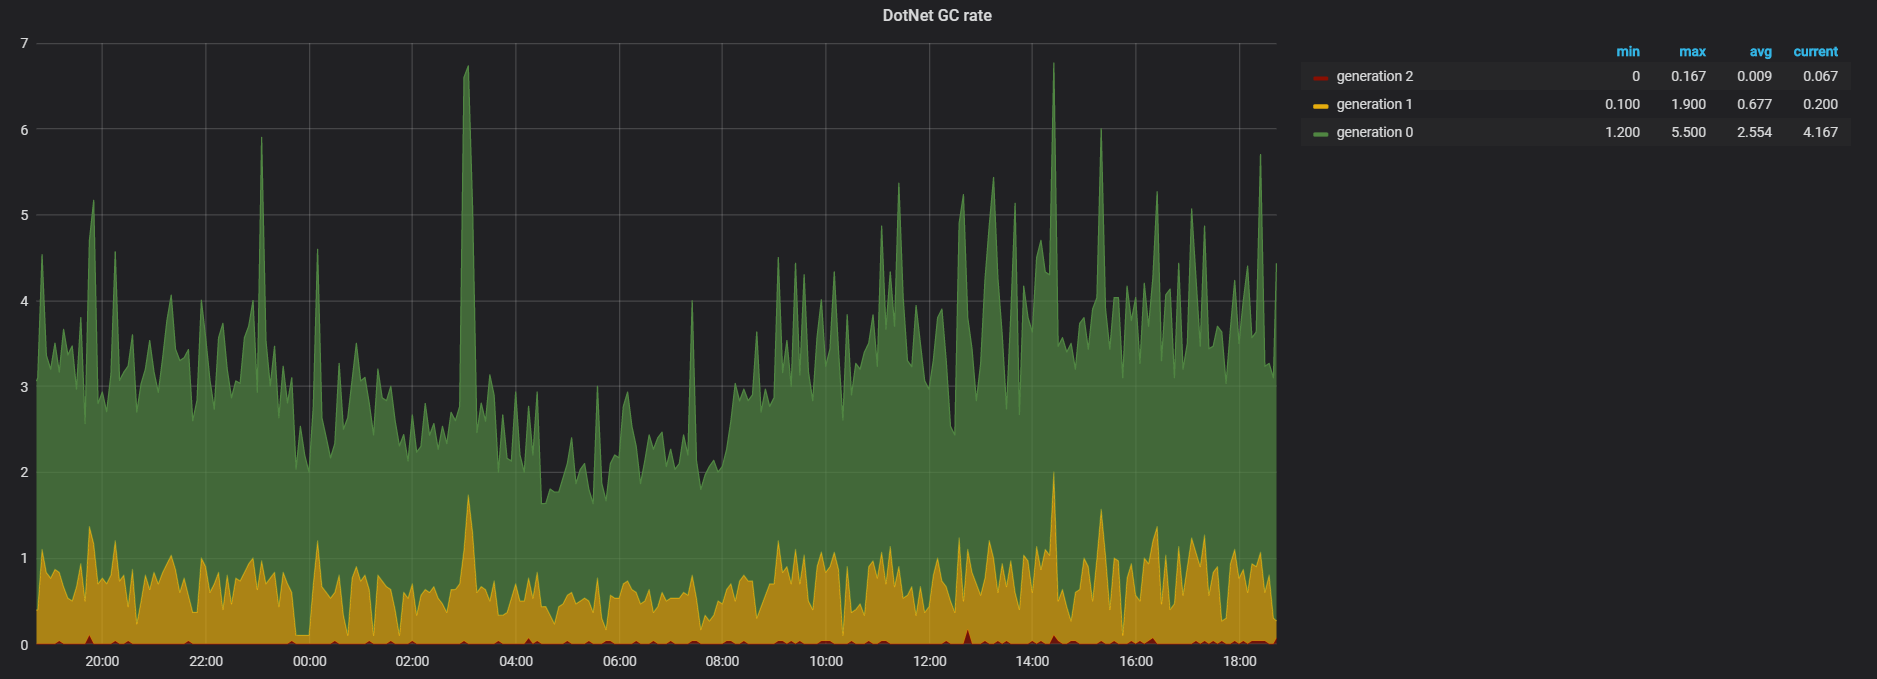 DotNet GC rate
7
6
5
4
3
2
1
0
20:00 22:00 00:00 02:00 04:00 06:00 08:00 10:00 12:00 14:00 16:00 18:00
min max avg current
generation 2 0 0.167 0.009 0.067
generation 1 0.100 1.900 0.677 0.200
generation 0 1.200 5.500 2.554 4.167